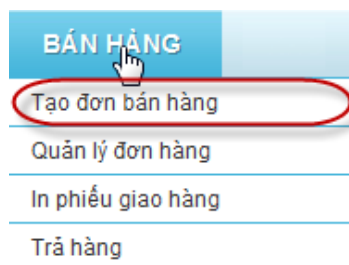 BÁN HÀNG
Tạo đơn bán hàng
Quản lý đơn hàng
In phiếu giao hàng
Trả hàng